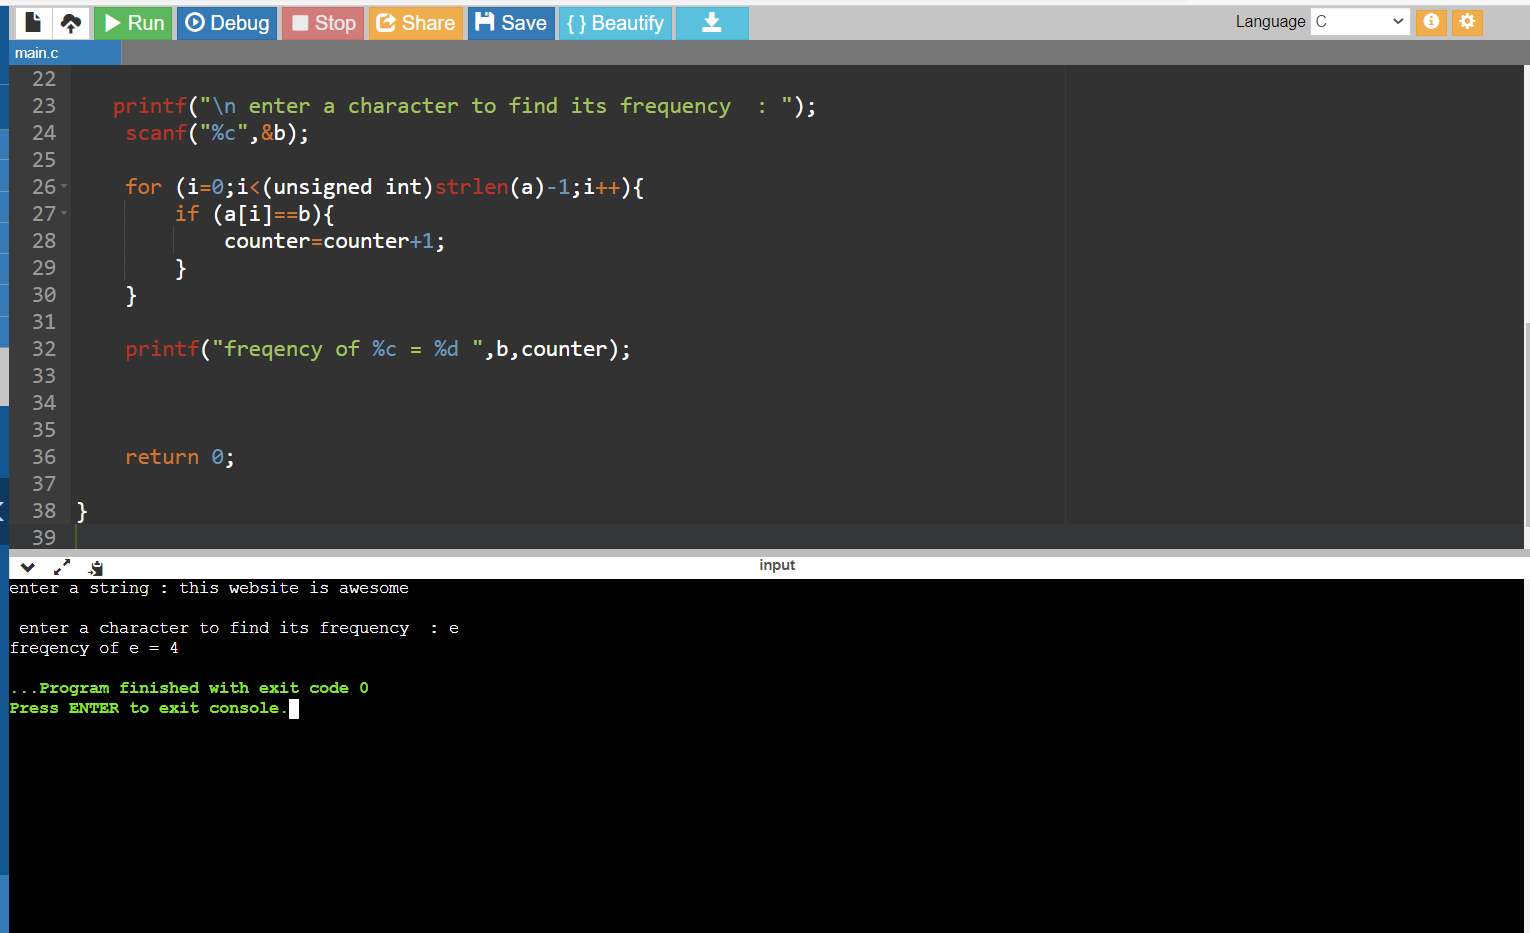 Run Debug Stop Share Save { } Beautify Language C
main.c
22
23 printf("\n enter a character to find its frequency  : ");
24 scanf("%c",&b);
25
26 for (i=0;i<(unsigned int)strlen(a)-1;i++){
27 if (a[i]==b){
28 counter=counter+1;
29 }
30 }
31
32 printf("freqency of %c = %d ",b,counter);
33
34
35
36 return 0;
37
38 }
39
input
enter a string : this website is awesome
enter a character to find its frequency  : e
freqency of e = 4
...Program finished with exit code 0
Press ENTER to exit console.